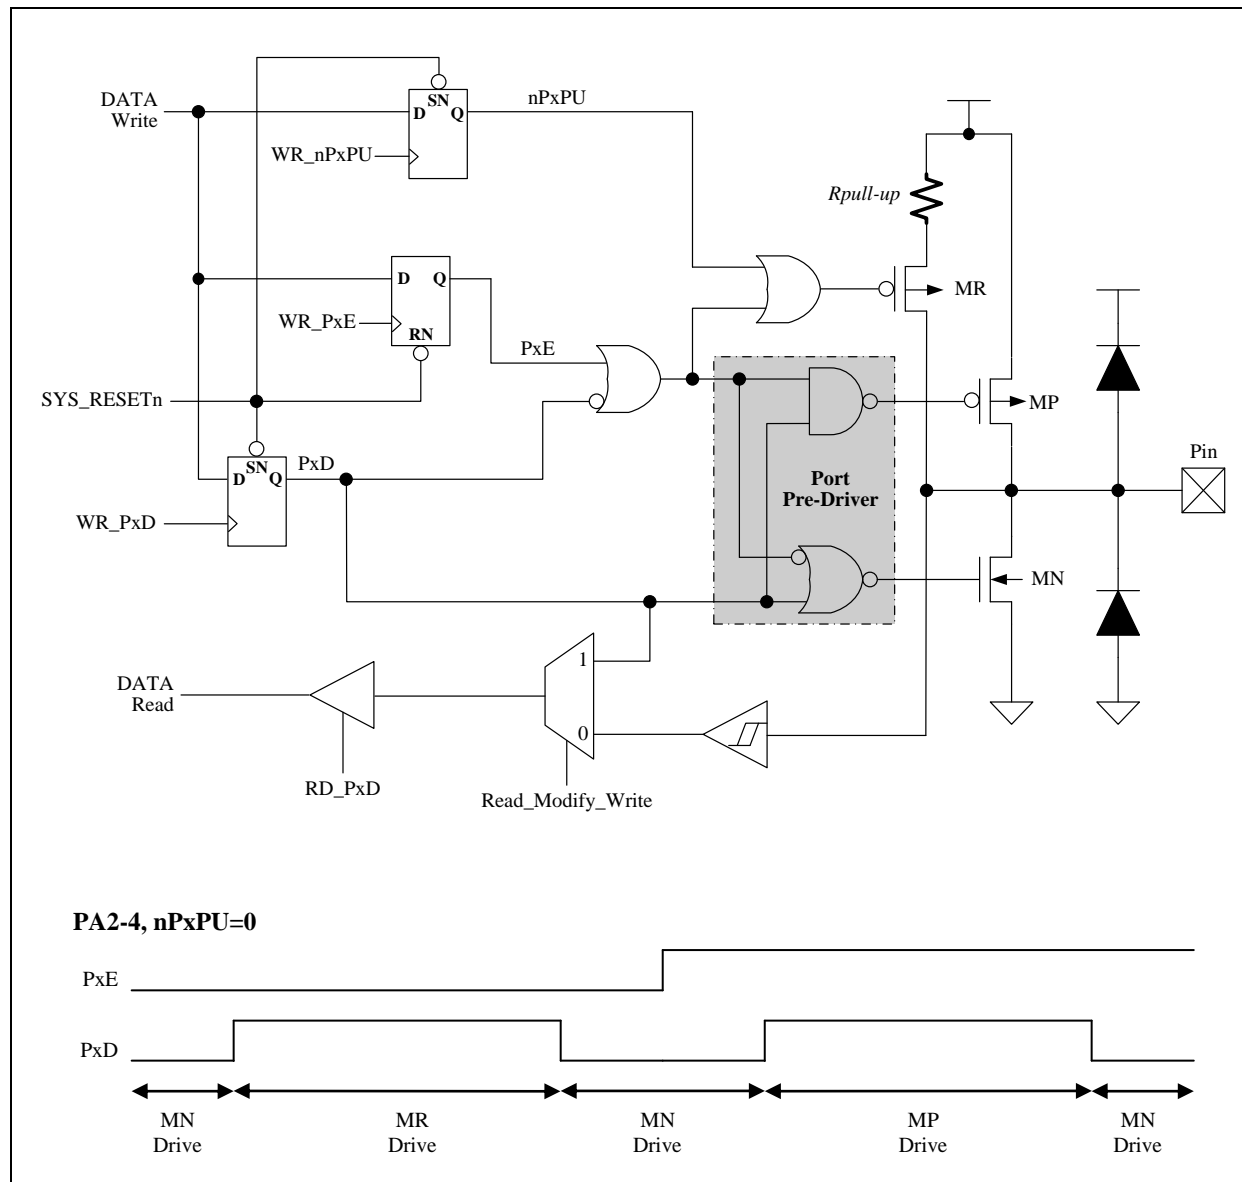 DATA
Write
SN
D
Q
nPxPU
WR_nPxPU
Rpull-up
D
Q
MR
WR_PxE
RN
PxE
SYS_RESETn
MP
PxD
SN
D
Q
Pin
Port
Pre-Driver
WR_PxD
MN
1
DATA
Read
0
RD_PxD
Read_Modify_Write
PA2-4, nPxPU=0
PxE
PxD
MN
Drive
MR
Drive
MN
Drive
MP
Drive
MN
Drive